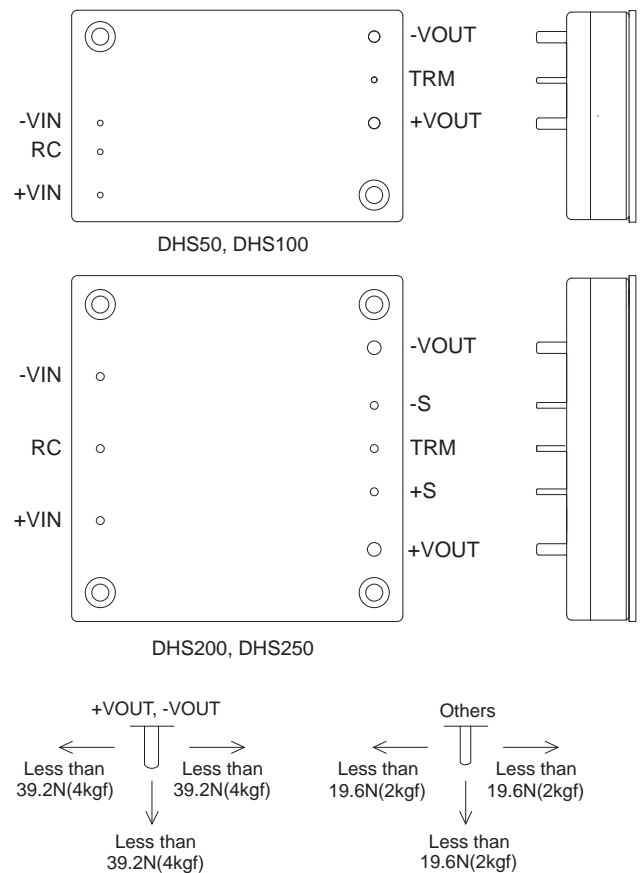 -VOUT
TRM
-VIN
+VOUT
RC
+VIN
DHS50, DHS100
-VOUT
-VIN
-S
RC
TRM
+S
+VIN
+VOUT
DHS200, DHS250
+VOUT, -VOUT
Less than
39.2N(4kgf)
Less than
39.2N(4kgf)
Less than
39.2N(4kgf)
Others
Less than
19.6N(2kgf)
Less than
19.6N(2kgf)
Less than
19.6N(2kgf)